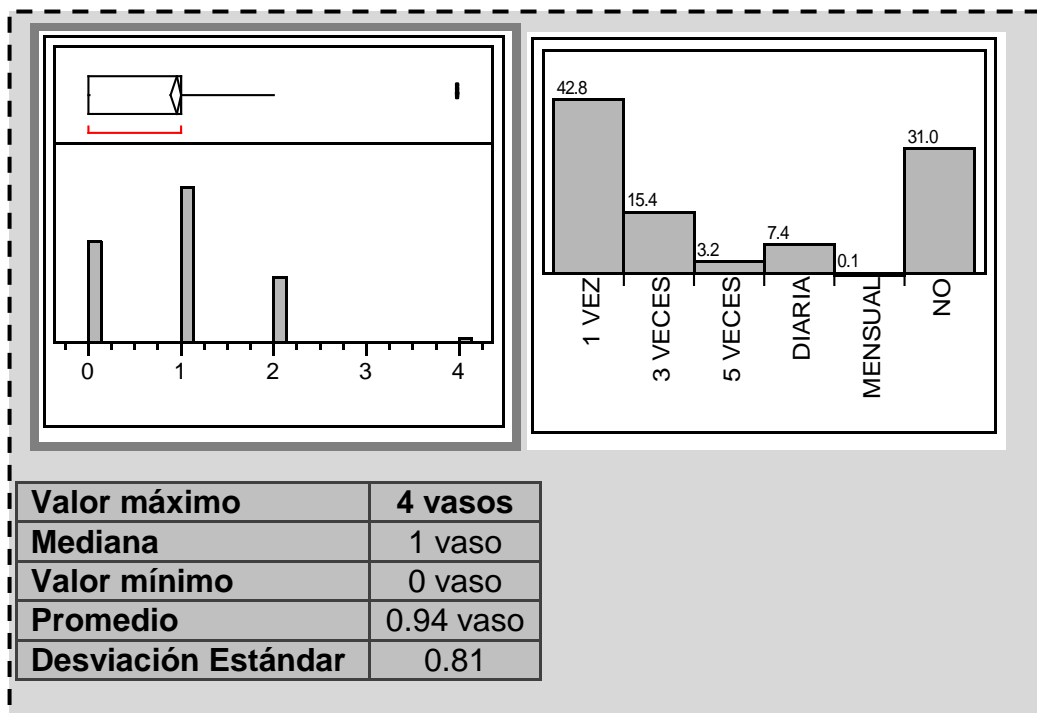 0 1 2 3 4
42.8
15.4
3.2
7.4
0.1
31.0
1 VEZ
3 VECES
5 VECES
DIARIA
MENSUAL
NO
Valor máximo 4 vasos
Mediana 1 vaso
Valor mínimo 0 vaso
Promedio 0.94 vaso
Desviación Estándar 0.81